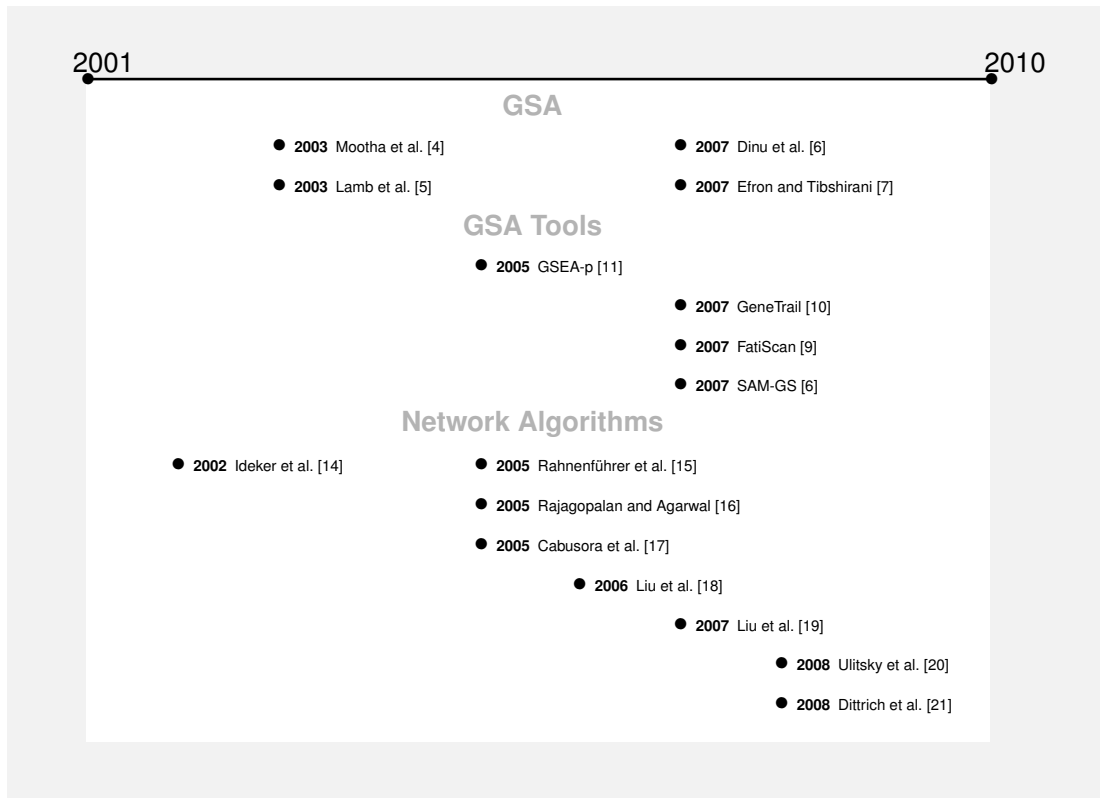 2001 2010
GSA
2003 Mootha et al. [4] 2007 Dinu et al. [6]
2003 Lamb et al. [5] 2007 Efron and Tibshirani [7]
GSA Tools
2005 GSEA-p [11]
2007 GeneTrail [10]
2007 FatiScan [9]
2007 SAM-GS [6]
Network Algorithms
2002 Ideker et al. [14] 2005 Rahnenführer et al. [15]
2005 Rajagopalan and Agarwal [16]
2005 Cabusora et al. [17]
2006 Liu et al. [18]
2007 Liu et al. [19]
2008 Ulitsky et al. [20]
2008 Dittrich et al. [21]